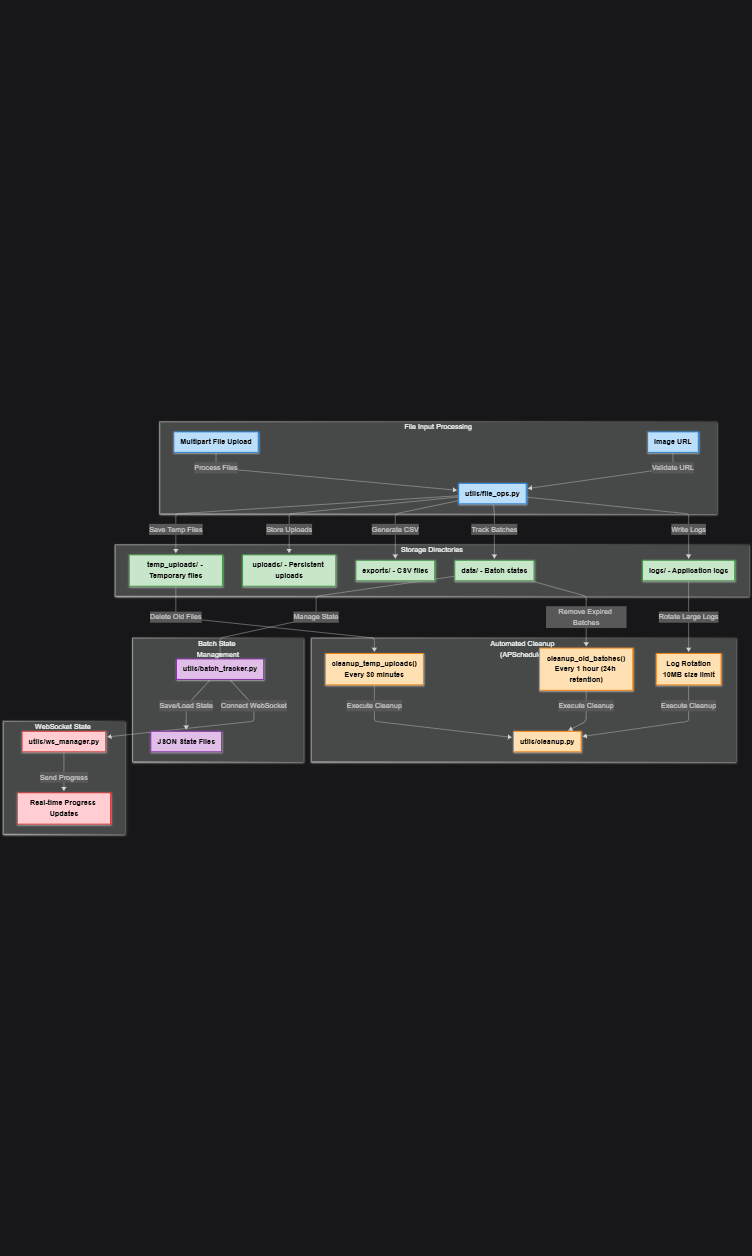 File Input Processing
Multipart File Upload
Image URL
Process Files
Validate URL
utils/file_ops.py
Save Temp Files
Store Uploads
Generate CSV
Track Batches
Write Logs
Storage Directories
temp_uploads/ -
Temporary files
uploads/ - Persistent
uploads
exports/ - CSV files
data/ - Batch states
logs/ - Application logs
Delete Old Files
Manage State
Remove Expired
Batches
Rotate Large Logs
Batch State
Management
utils/batch_tracker.py
Save/Load State
Connect WebSocket
JSON State Files
Automated Cleanup
(APSchedul
cleanup_temp_uploads()
Every 30 minutes
cleanup_old_batches()
Every 1 hour (24h
retention)
Log Rotation
10MB size limit
Execute Cleanup
Execute Cleanup
Execute Cleanup
utils/cleanup.py
WebSocket State
utils/ws_manager.py
Send Progress
Real-time Progress
Updates